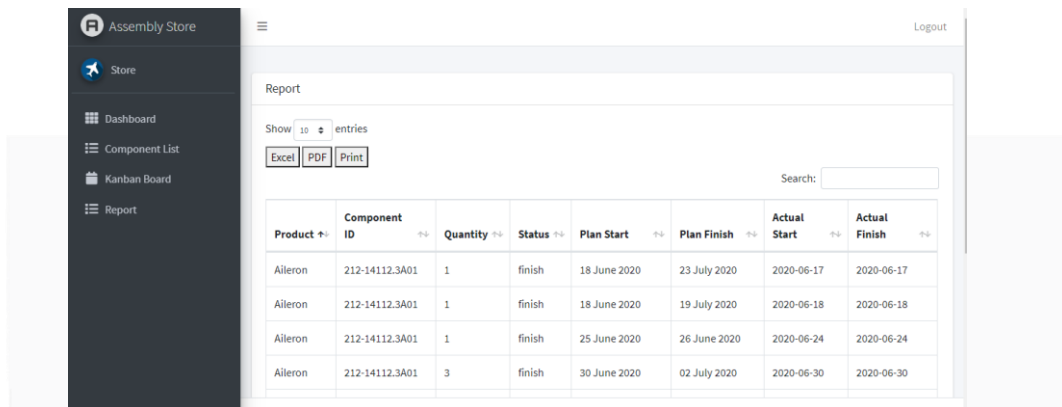 Assembly Store
Logout
Store
Dashboard
Component List
Kanban Board
Report
Report
Show 10 entries
Excel PDF Print
Search:
Product Component ID Quantity Status Plan Start Plan Finish Actual Start Actual Finish
Aileron 212-14112.3A01 1 finish 18 June 2020 23 July 2020 2020-06-17 2020-06-17
Aileron 212-14112.3A01 1 finish 18 June 2020 19 July 2020 2020-06-18 2020-06-18
Aileron 212-14112.3A01 1 finish 25 June 2020 26 June 2020 2020-06-24 2020-06-24
Aileron 212-14112.3A01 3 finish 30 June 2020 02 July 2020 2020-06-30 2020-06-30